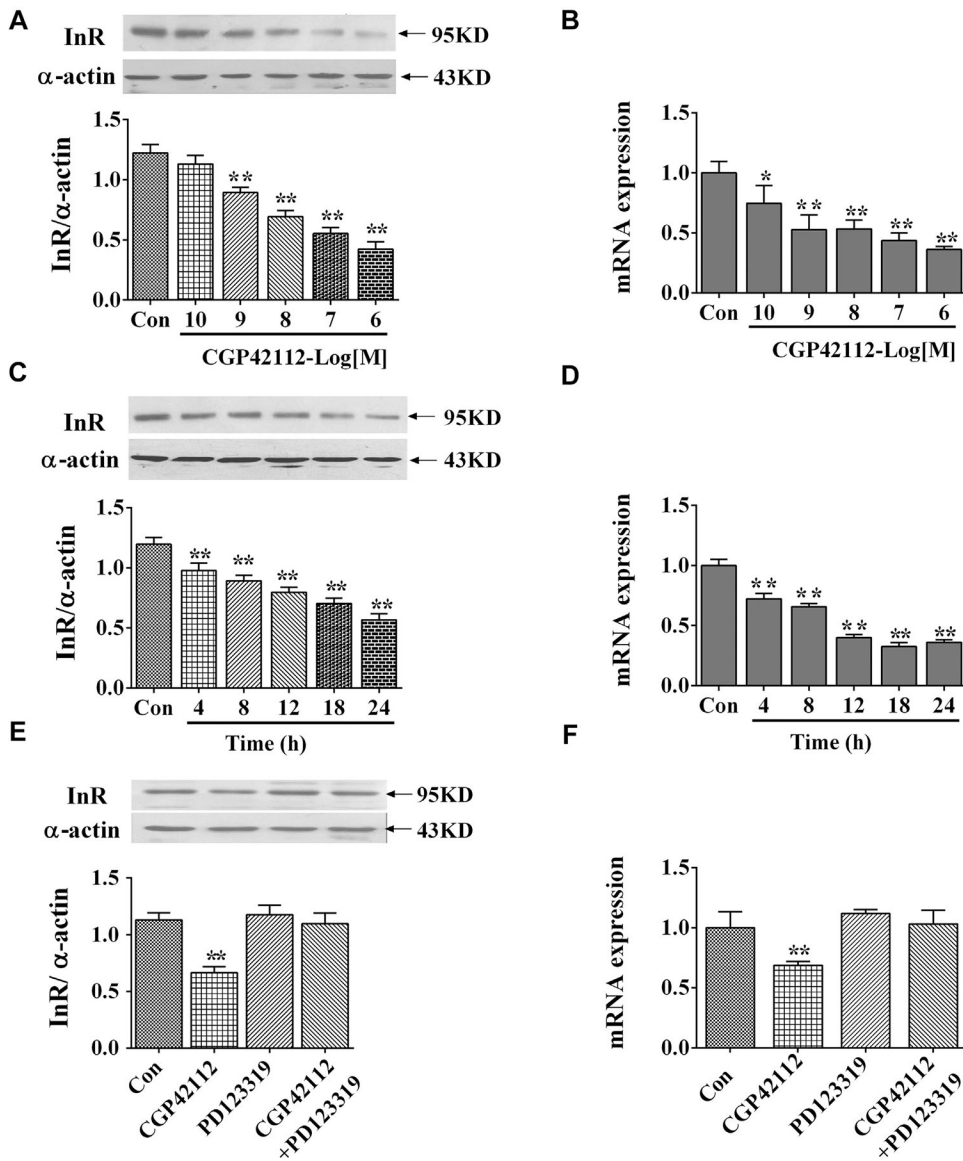 A
InR
95KD
α-actin
43KD
InR/α-actin
1.5
1.0
0.5
0.0
**
**
**
**
Con
10
9
8
7
6
CGP42112-Log[M]
B
mRNA expression
1.5
1.0
0.5
0.0
*
**
**
**
**
Con
10
9
8
7
6
CGP42112-Log[M]
C
InR
95KD
α-actin
43KD
InR/α-actin
1.5
1.0
0.5
0.0
**
**
**
**
**
Con
4
8
12
18
24
Time (h)
D
mRNA expression
1.5
1.0
0.5
0.0
**
**
**
**
**
Con
4
8
12
18
24
Time (h)
E
InR
95KD
α-actin
43KD
InR/ α-actin
1.5
1.0
0.5
0.0
**
Con
CGP42112
PD123319
CGP42112
+PD123319
F
mRNA expression
1.5
1.0
0.5
0.0
**
Con
CGP42112
PD123319
CGP42112
+PD123319